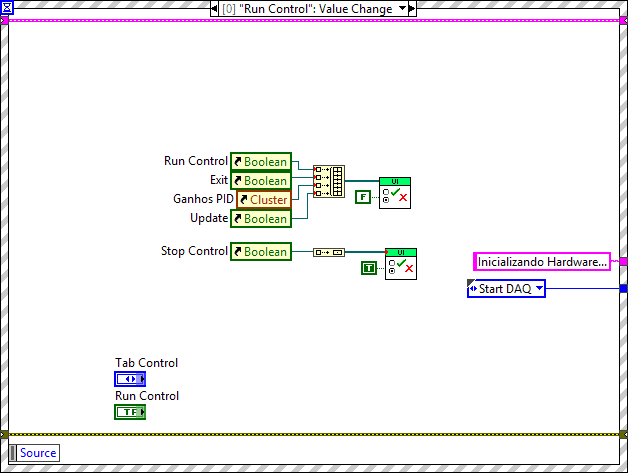 [0] "Run Control": Value Change
Run Control
Boolean
Exit
Boolean
UI
Ganhos PID
Cluster
F
Update
Boolean
Stop Control
Boolean
UI
T
Inicializando Hardware...
Start DAQ
Tab Control
Run Control
TF
Source